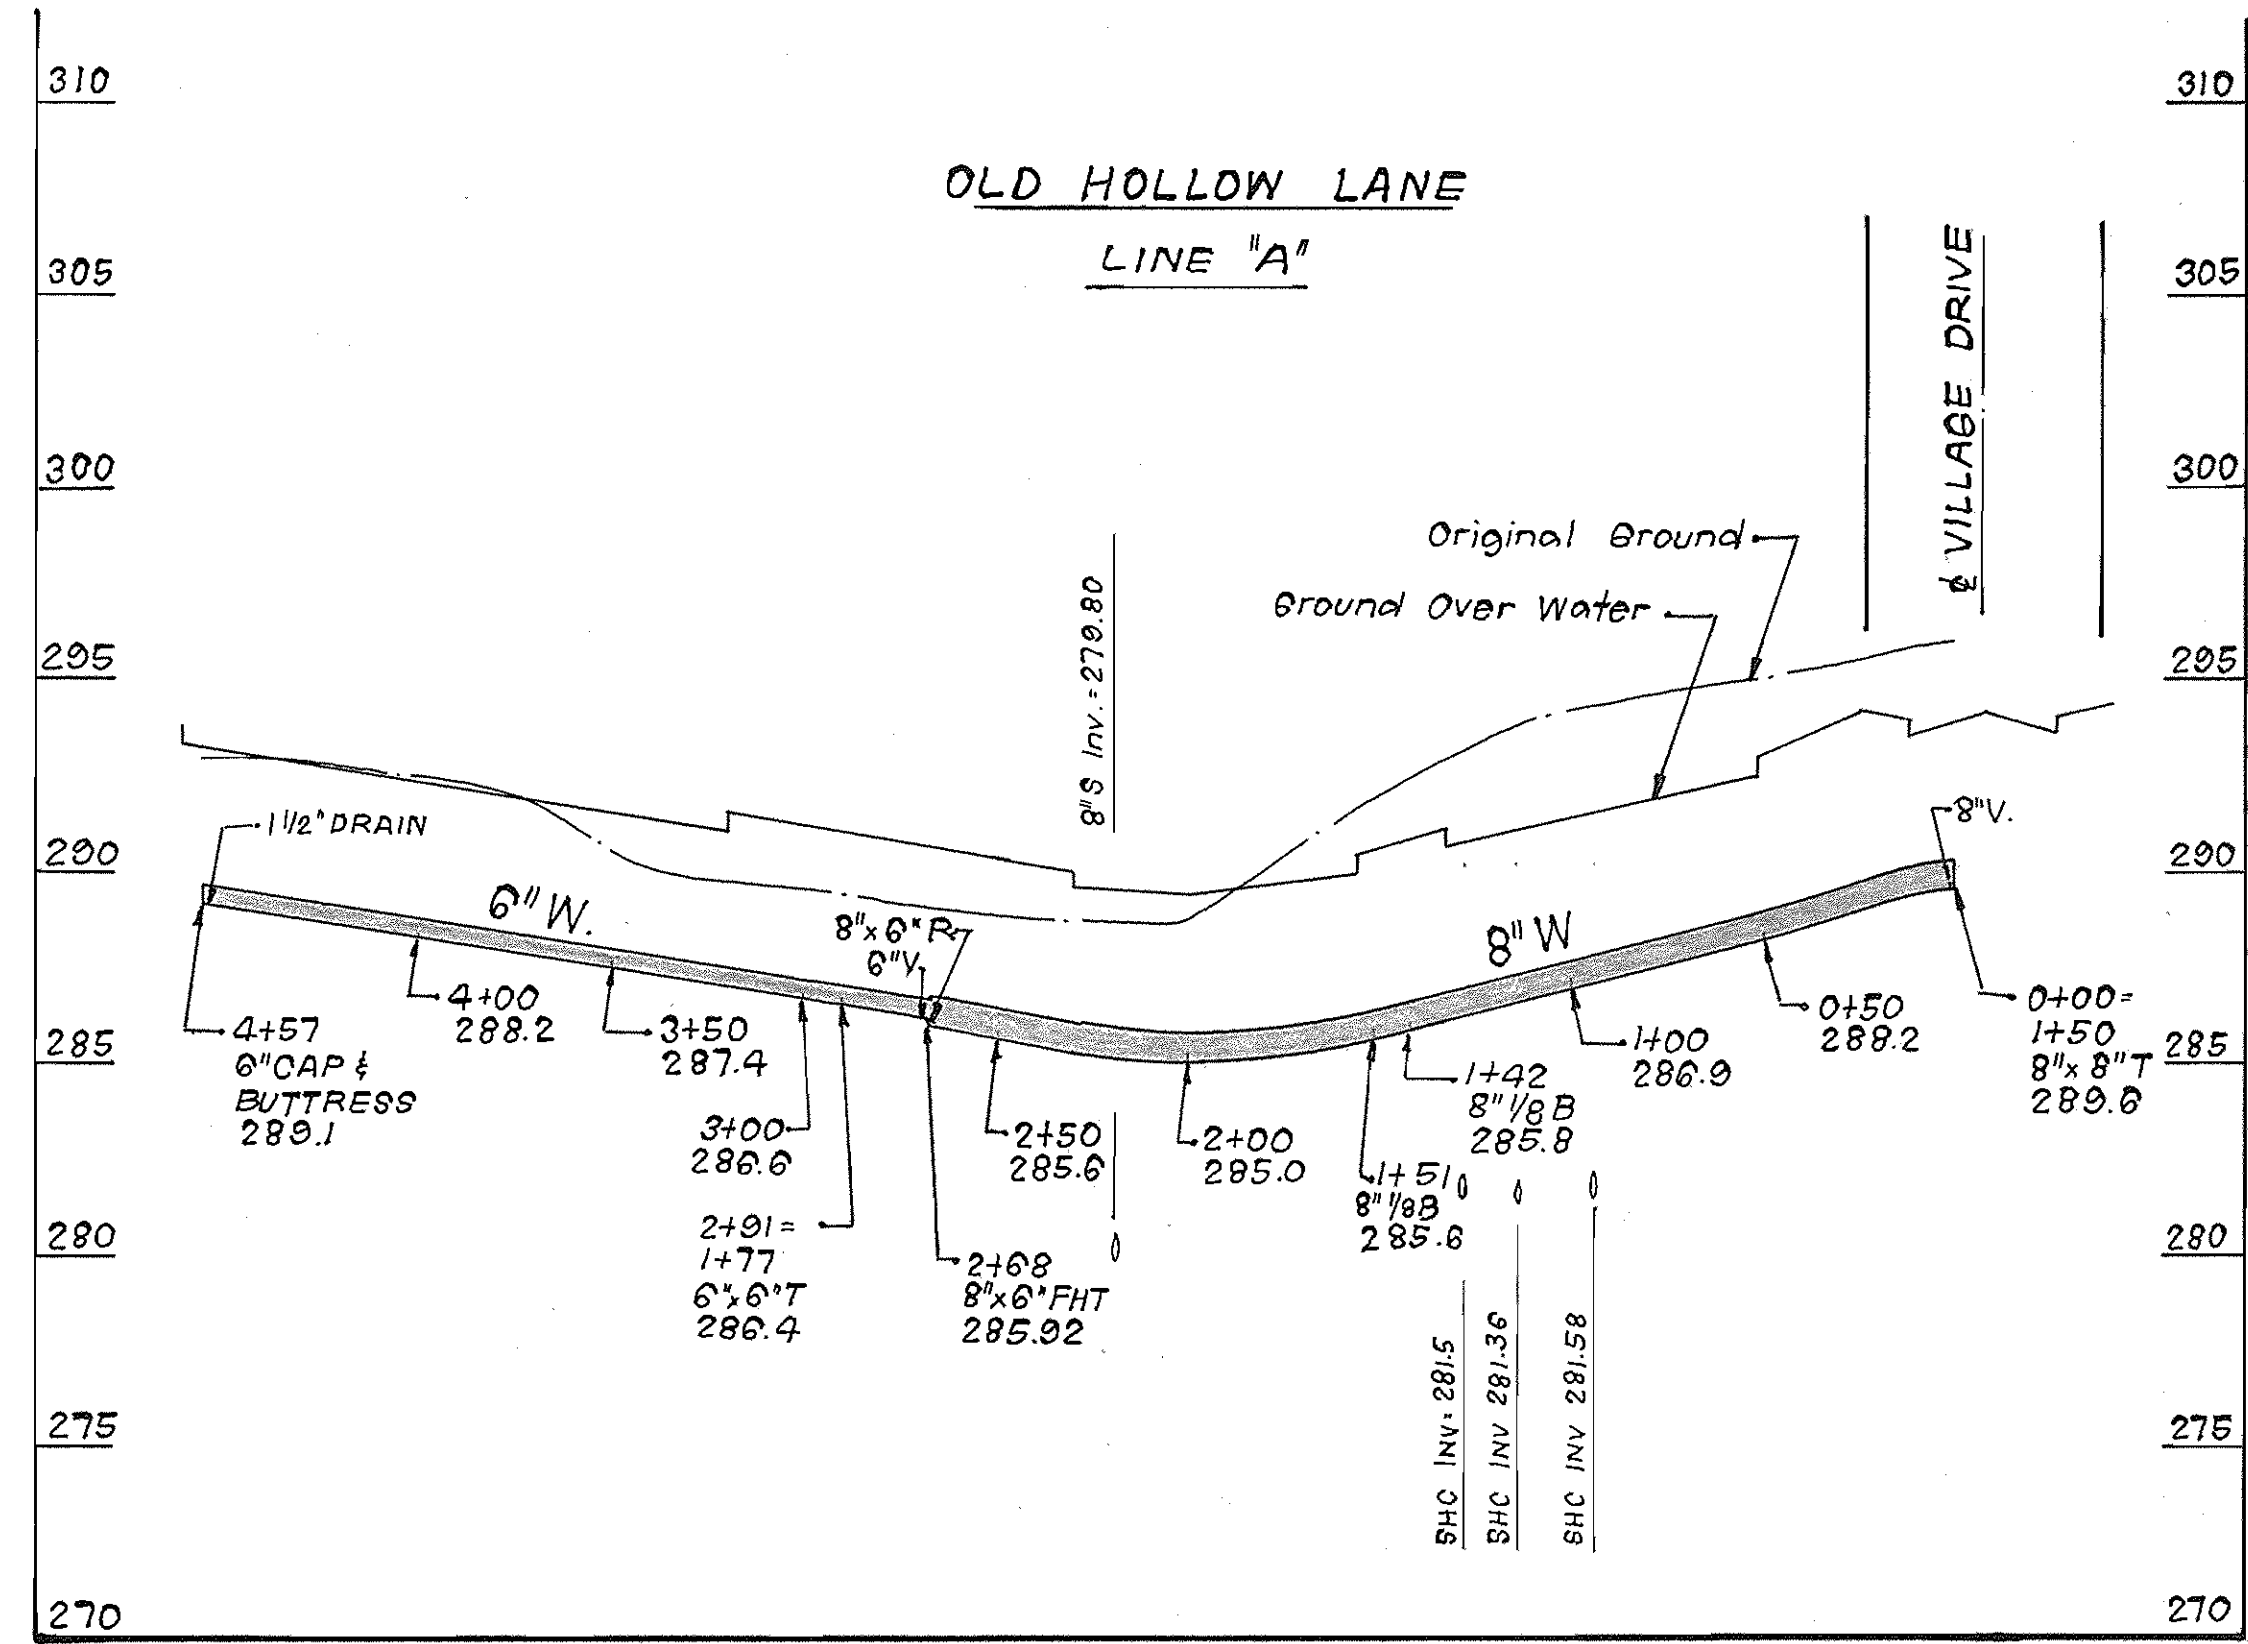 310
310
OLD HOLLOW LANE
LINE "A"
305
305
℄ VILLAGE DRIVE
300
300
Original Ground
Ground Over Water
8"S Inv.=279.80
295
295
1 1/2" DRAIN
8"V.
290
290
6"W.
8"x6" R
6"V.
8"W
4+57
6"CAP &
BUTTRESS
289.1
4+00
288.2
3+50
287.4
3+00
286.6
2+91=
1+77
6"x6"T
286.4
2+68
8"x6"FHT
285.92
2+50
285.6
2+00
285.0
1+51
8"1/8B
285.6
1+42
8"1/8B
285.8
1+00
286.9
0+50
288.2
0+00=
1+50
8"x8"T
289.6
285
285
280
280
SHC INV=281.5
SHC INV 281.36
SHC INV 281.58
275
275
270
270